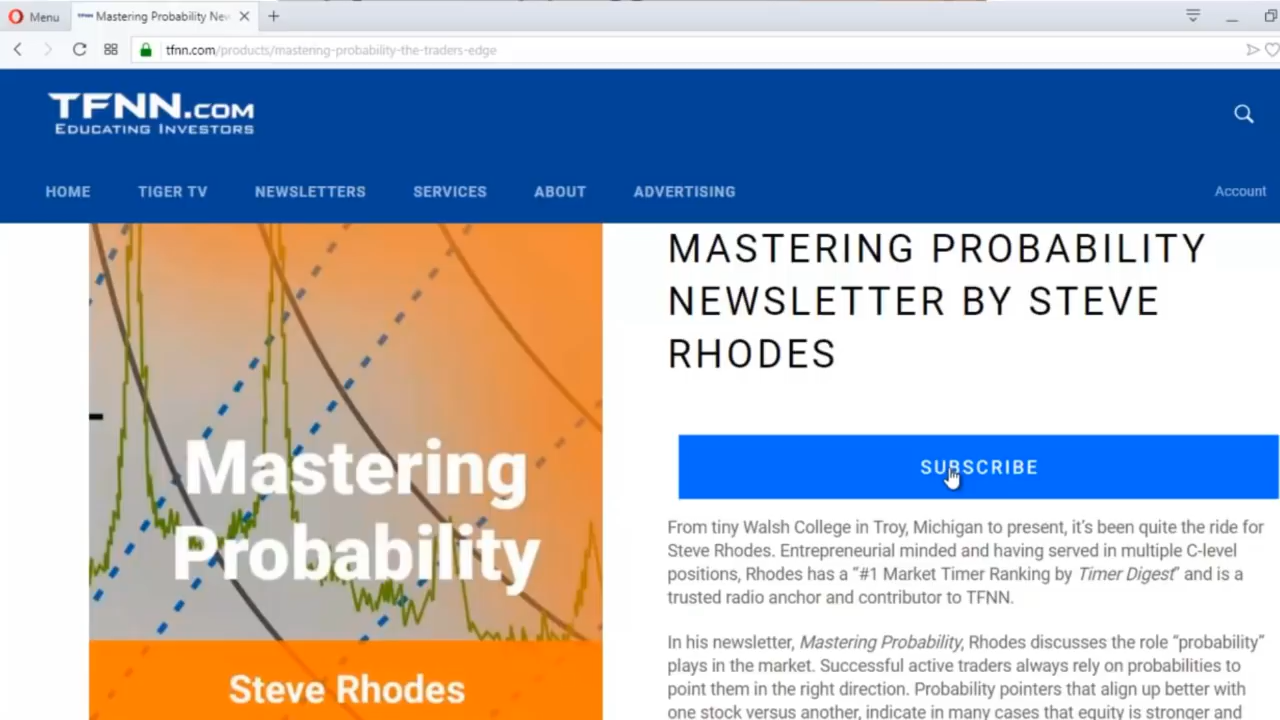 Menu
Mastering Probability New
tfnn.com/products/mastering-probability-the-traders-edge
TFNN.COM
EDUCATING INVESTORS
HOME TIGER TV NEWSLETTERS SERVICES ABOUT ADVERTISING Account
MASTERING PROBABILITY
NEWSLETTER BY STEVE
RHODES
SUBSCRIBE
Mastering
Probability
Steve Rhodes
From tiny Walsh College in Troy, Michigan to present, it's been quite the ride for
Steve Rhodes. Entrepreneurial minded and having served in multiple C-level
positions, Rhodes has a “#1 Market Timer Ranking by Timer Digest” and is a
trusted radio anchor and contributor to TFNN.
In his newsletter, Mastering Probability, Rhodes discusses the role “probability”
plays in the market. Successful active traders always rely on probabilities to
point them in the right direction. Probability pointers that align up better with
one stock versus another, indicate in many cases that equity is stronger and